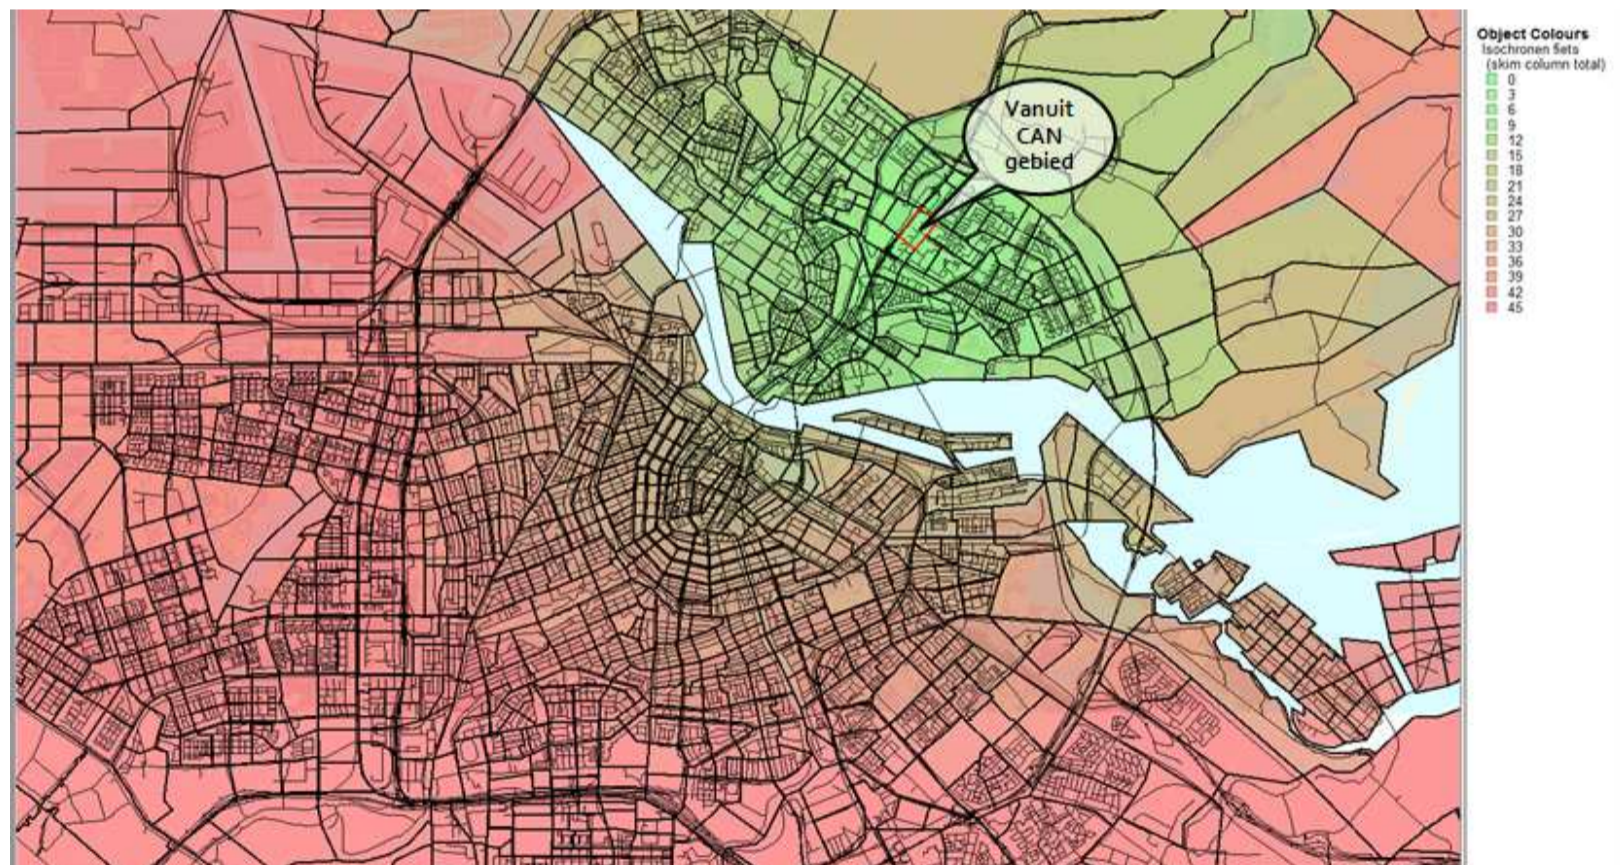 Vanuit
CAN
gebied
Object Colours
Isochronen fiets
(skim column total)
0
3
6
9
12
15
18
21
24
27
30
33
36
39
42
45